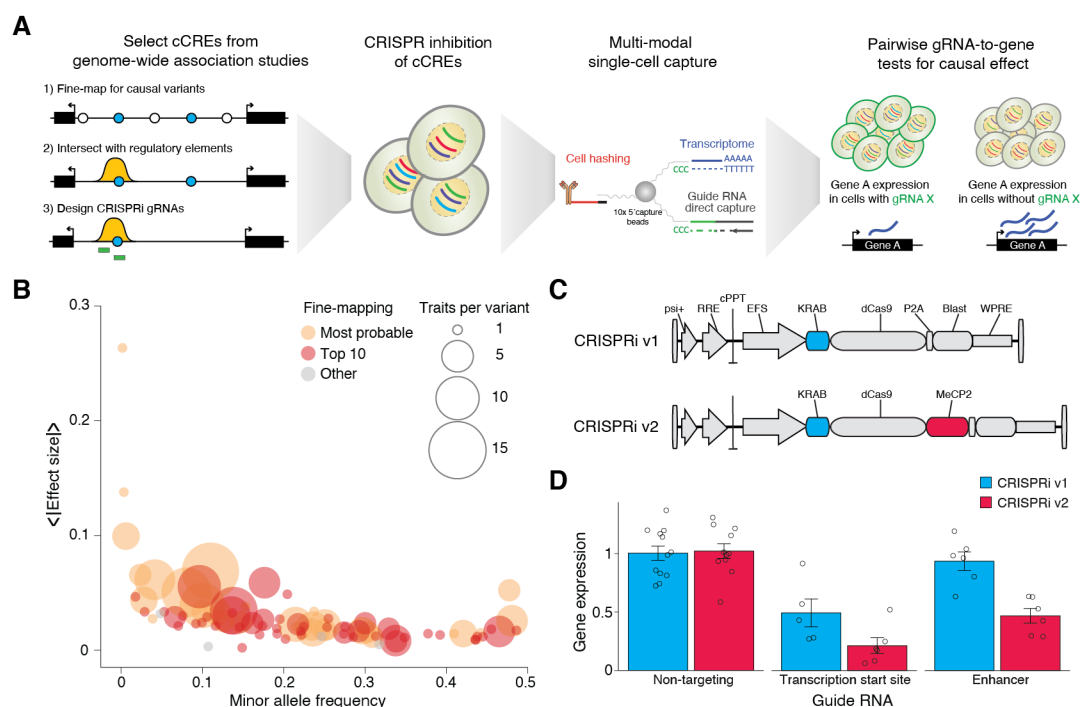 A
Select cCREs from
genome-wide association studies
1) Fine-map for causal variants
2) Intersect with regulatory elements
3) Design CRISPRi gRNAs
CRISPR inhibition
of cCREs
Multi-modal
single-cell capture
Cell hashing
10x 5'capture
beads
Transcriptome
CCC
AAAAA
TTTTTT
Guide RNA
direct capture
CCC
Pairwise gRNA-to-gene
tests for causal effect
Gene A expression
in cells with gRNA X
Gene A
Gene A expression
in cells without gRNA X
Gene A
B
<|Effect size|>
0.3
0.2
0.1
0
0
0.1
0.2
0.3
0.4
0.5
Minor allele frequency
Fine-mapping
Most probable
Top 10
Other
Traits per variant
1
5
10
15
C
CRISPRi v1
psi+
RRE
cPPT
EFS
KRAB
dCas9
P2A
Blast
WPRE
CRISPRi v2
KRAB
dCas9
MeCP2
D
CRISPRi v1
CRISPRi v2
Gene expression
1
0.5
0
Non-targeting
Transcription start site
Enhancer
Guide RNA